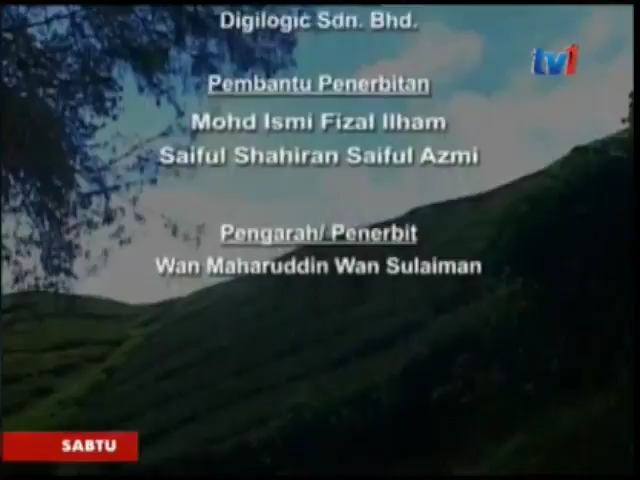 Digilogic Sdn. Bhd.
tv1
Pembantu Penerbitan
Mohd Ismi Fizal Ilham
Saiful Shahiran Saiful Azmi
Pengarah/ Penerbit
Wan Maharuddin Wan Sulaiman
SABTU